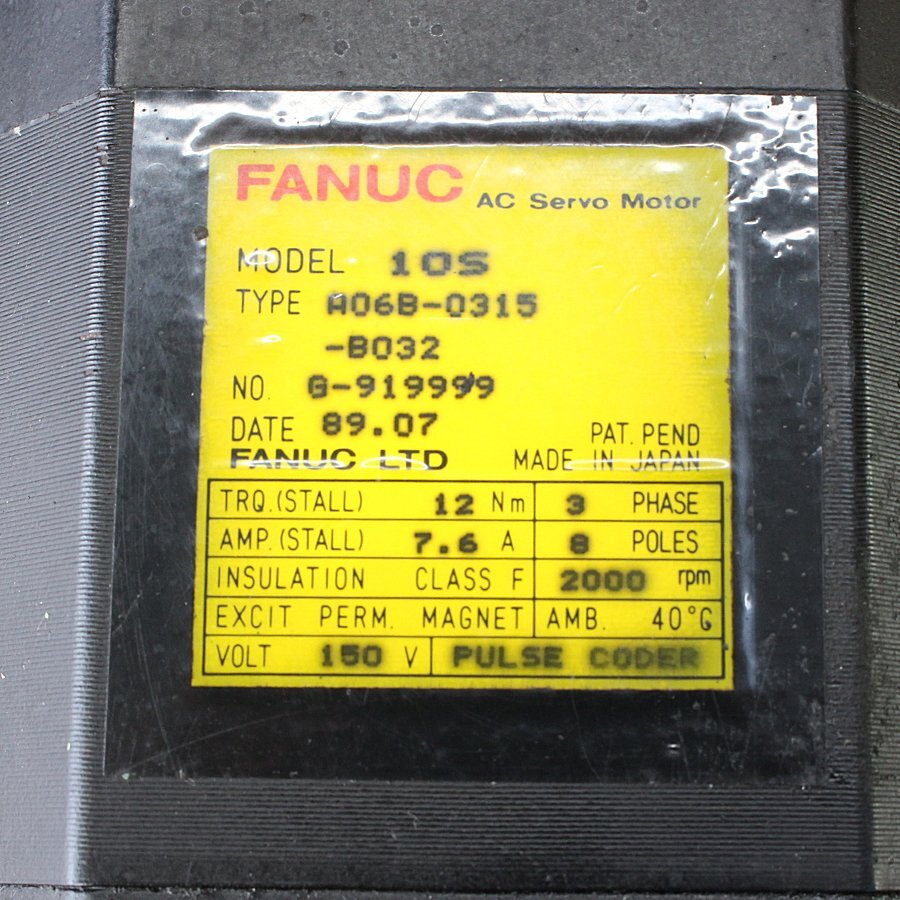 FANUC AC Servo Motor
MODEL 10S
TYPE A06B-0315
-B032
NO. G-919999
DATE 89.07 PAT. PEND
FANUC LTD MADE IN JAPAN
TRQ.(STALL) 12 Nm 3 PHASE
AMP.(STALL) 7.6 A 8 POLES
INSULATION CLASS F 2000 rpm
EXCIT PERM. MAGNET AMB. 40°C
VOLT 150 V PULSE CODER